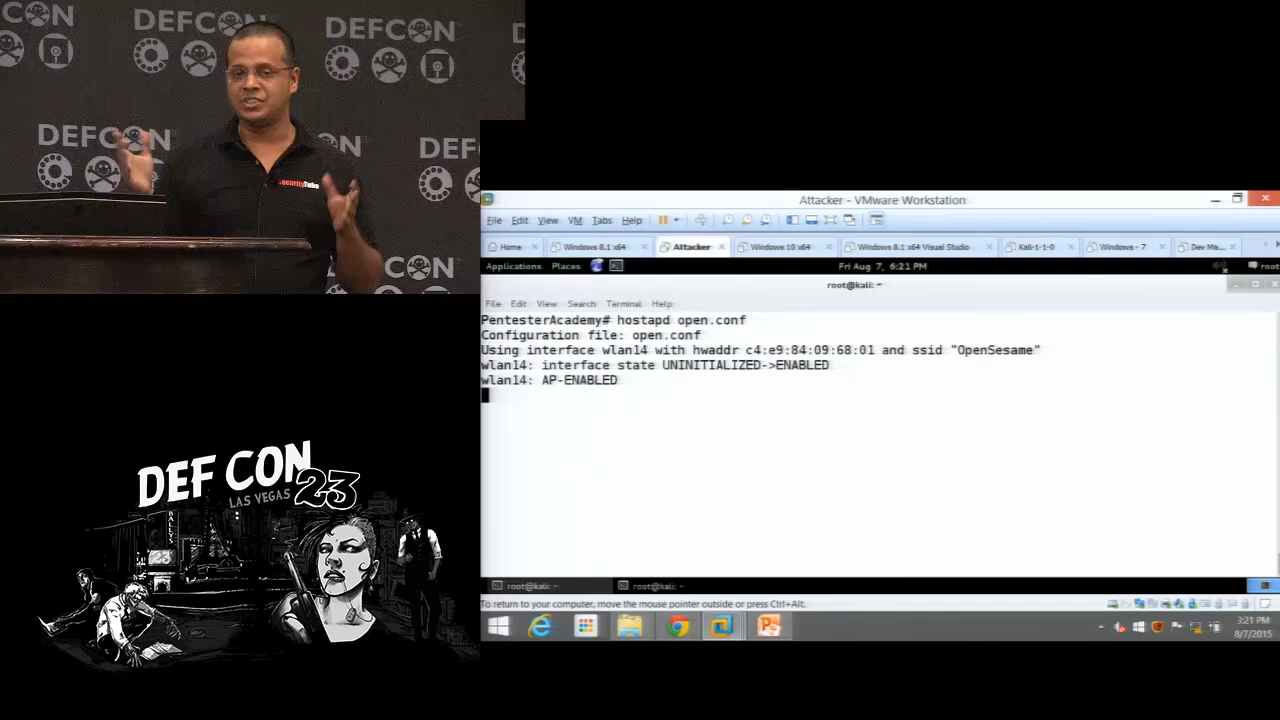 DEFCON
DEFCON
DEFCON
DEFCON
DEFCON
SecurityTube
DEF CON
23
LAS VEGAS
BALLYS
Attacker - VMware Workstation
File Edit View VM Tabs Help
Home Windows 8.1 x64 Attacker Windows 10 x64 Windows 8.1 x64 Visual Studio Kali-1-1-0 Windows - 7 Dev Ma...
Applications Places Fri Aug 7, 6:21 PM root
root@kali: ~
File Edit View Search Terminal Help
PentesterAcademy# hostapd open.conf
Configuration file: open.conf
Using interface wlan14 with hwaddr c4:e9:84:09:68:01 and ssid "OpenSesame"
wlan14: interface state UNINITIALIZED->ENABLED
wlan14: AP-ENABLED
root@kali: ~ root@kali: ~
To return to your computer, move the mouse pointer outside or press Ctrl+Alt.
3:21 PM
8/7/2015